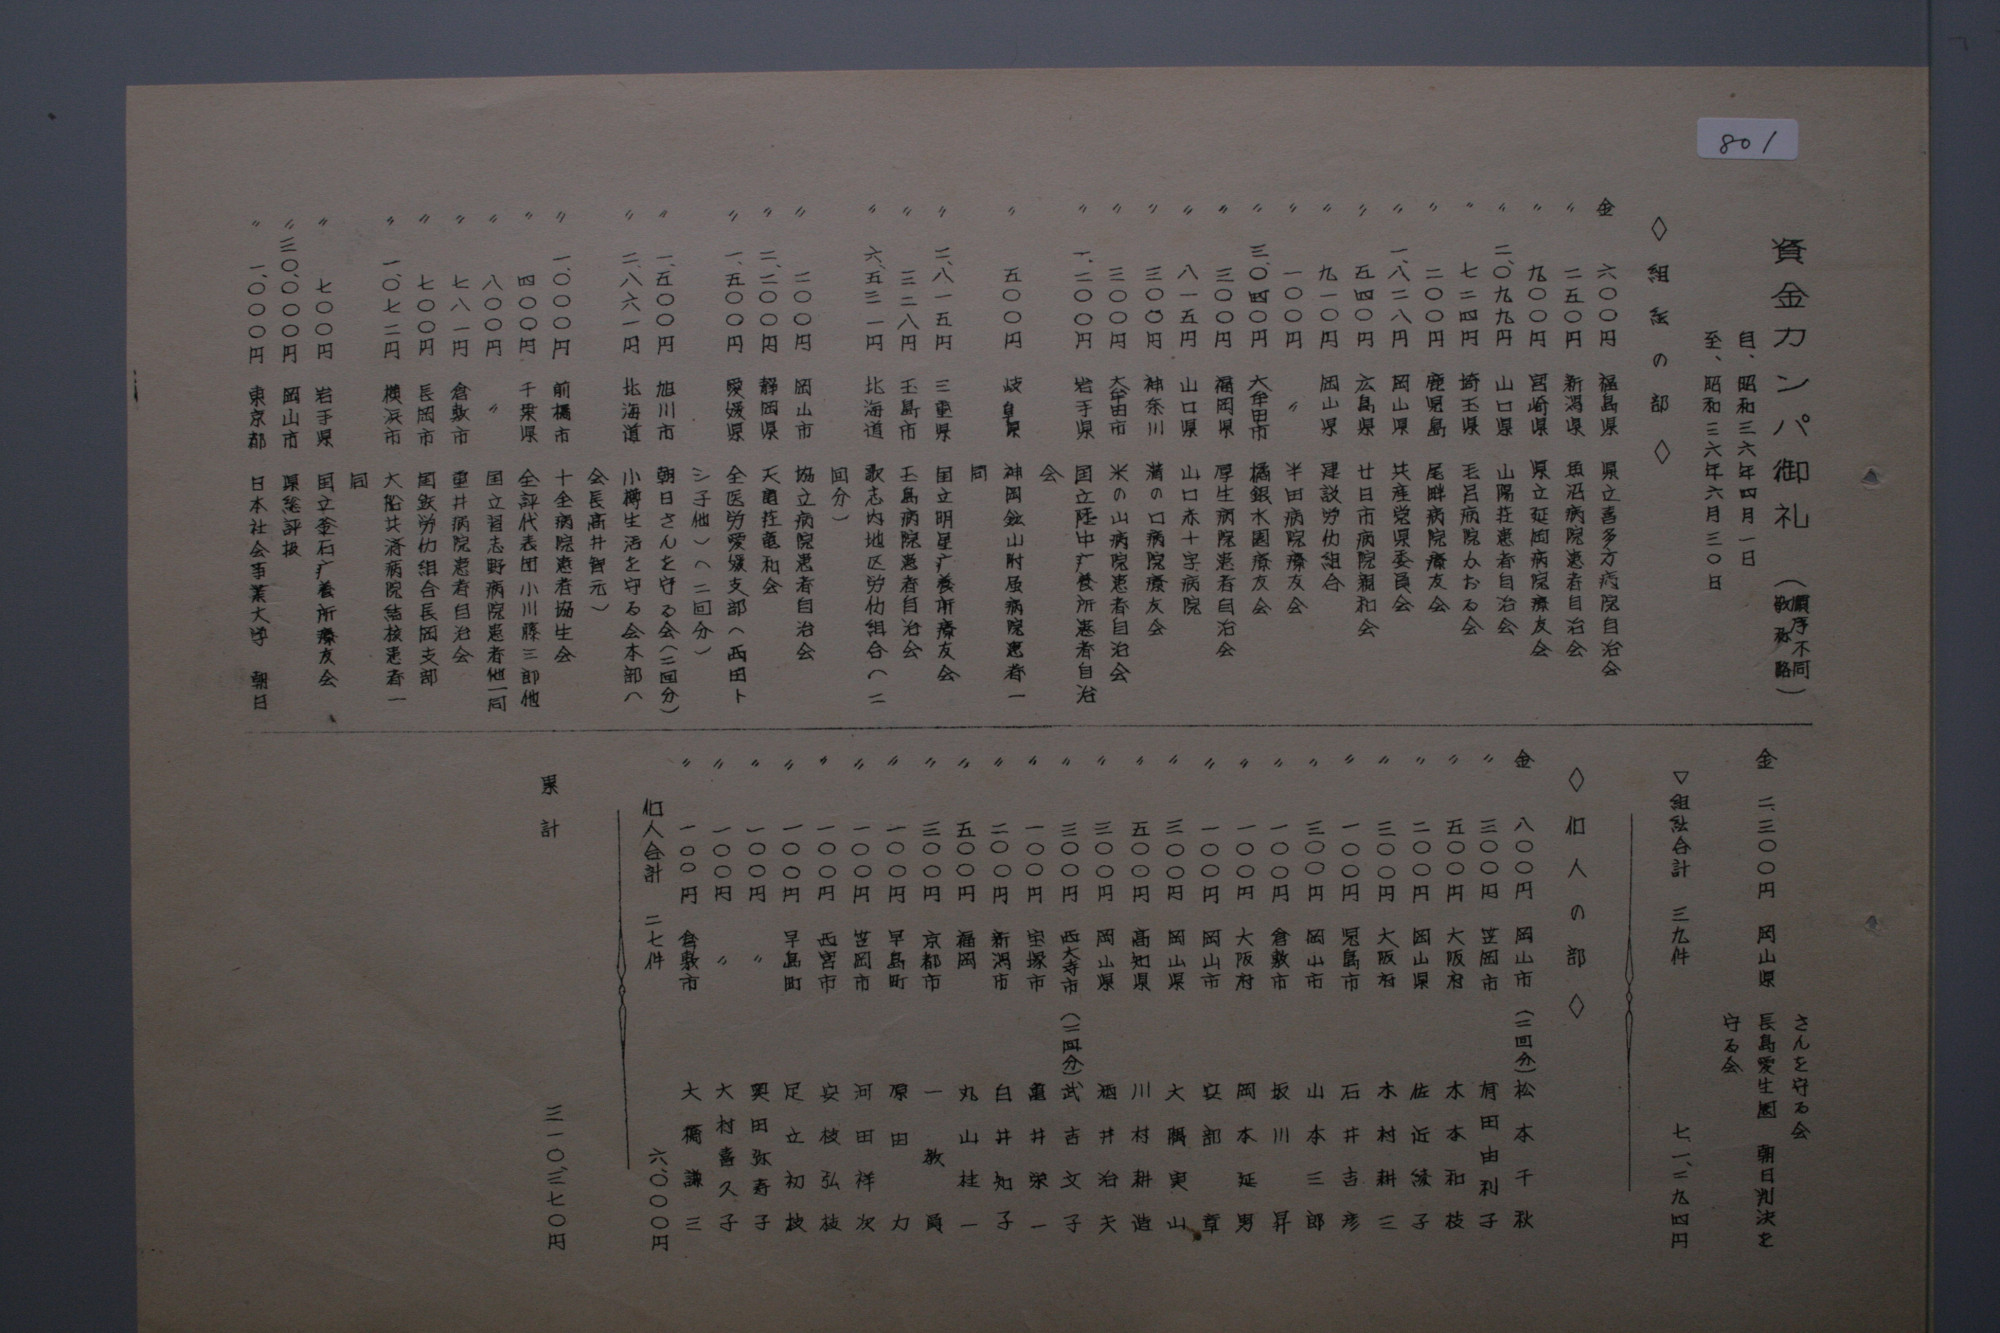 801
資金カンパ御礼（順序不同 敬称略）
自、昭和三六年四月一日
至、昭和三六年六月三〇日
◇組織の部◇
金 六〇〇円 福島県 県立喜多方病院自治会
〃 二五〇円 新潟県 魚沼病院患者自治会
〃 九〇〇円 宮崎県 県立延岡病院療友会
〃 二、〇九九円 山口県 山陽荘患者自治会
〃 七二四円 埼玉県 毛呂病院かおる会
〃 二〇〇円 鹿児島 尾畔病院療友会
〃 一、八二八円 岡山県 共産党県委員会
〃 五四〇円 広島県 廿日市病院親和会
〃 九一〇円 岡山県 建設労仂組合
〃 一〇〇円 〃 半田病院療友会
〃 三、〇四〇円 大牟田市 橘銀水園療友会
〃 三〇〇円 福岡県 厚生病院患者自治会
〃 八一五円 山口県 山口赤十字病院
〃 三〇〇円 神奈川 溝の口病院療友会
〃 三〇〇円 大牟田市 米の山病院患者自治会
〃 一、二〇〇円 岩手県 国立陸中疗養所患者自治
会
〃 五〇〇円 岐阜県 神岡鉱山附属病院患者一
同
〃 二、八一五円 三重県 国立明星疗養所療友会
〃 三二八円 玉島市 玉島病院患者自治会
〃 六、五三一円 北海道 歌志内地区労仂組合（二
回分）
〃 二〇〇円 岡山市 協立病院患者自治会
〃 二、二〇〇円 静岡県 天竜荘竜和会
〃 一、五〇〇円 愛媛県 全医労愛媛支部（西田ト
シ子他）（二回分）
〃 一、五〇〇円 旭川市 朝日さんを守る会（三回分）
〃 二、八六一円 北海道 小樽生活を守る会本部（
会長高井智元）
〃 一、〇〇〇円 前橋市 十全病院患者協生会
〃 四〇〇円 千葉県 全評代表団小川藤三郎他
〃 八〇〇円 〃 国立習志野病院患者他一同
〃 七八一円 倉敷市 重井病院患者自治会
〃 七〇〇円 長岡市 国鉄労仂組合長岡支部
〃 一、〇七二円 横浜市 大船共済病院結核患者一
同
〃 七〇〇円 岩手県 国立釜石疗養所療友会
〃 三〇、〇〇〇円 岡山市 県総評扱
〃 一、〇〇〇円 東京都 日本社会事業大学 朝日
さんを守る会
金 二、三〇〇円 岡山県 長島愛生園 朝日判決を
守る会
▽組織合計 三九件 七一、三九四円
◇個人の部◇
金 八〇〇円 岡山市（二回分）松本千秋
〃 三〇〇円 笠岡市 有田由利子
〃 五〇〇円 大阪府 木本和枝
〃 二〇〇円 岡山県 佐近綾子
〃 三〇〇円 大阪府 木村耕三
〃 一〇〇円 児島市 石井吉彦
〃 三〇〇円 岡山市 山本三郎
〃 一〇〇円 倉敷市 坂川昇
〃 一〇〇円 大阪府 岡本延男
〃 一〇〇円 岡山市 安部章
〃 三〇〇円 岡山県 大隅実山
〃 五〇〇円 高知県 川村耕造
〃 三〇〇円 岡山県 涵井治夫
〃 三〇〇円 西大寺市（二回分）武吉文子
〃 一〇〇円 宝塚市 亀井栄一
〃 二〇〇円 新潟市 白井知子
〃 五〇〇円 福岡 丸山桂一
〃 三〇〇円 京都市 一教員
〃 一〇〇円 早島町 原田力
〃 一〇〇円 笠岡市 河田祥次
〃 一〇〇円 西宮市 安枝弘枝
〃 一〇〇円 早島町 足立初枝
〃 一〇〇円 〃 奥田弥寿子
〃 一〇〇円 〃 大村喜久子
〃 一〇〇円 倉敷市 大橋謙三
個人合計 二七件 六、〇〇〇円
累計 三一〇、三七〇円